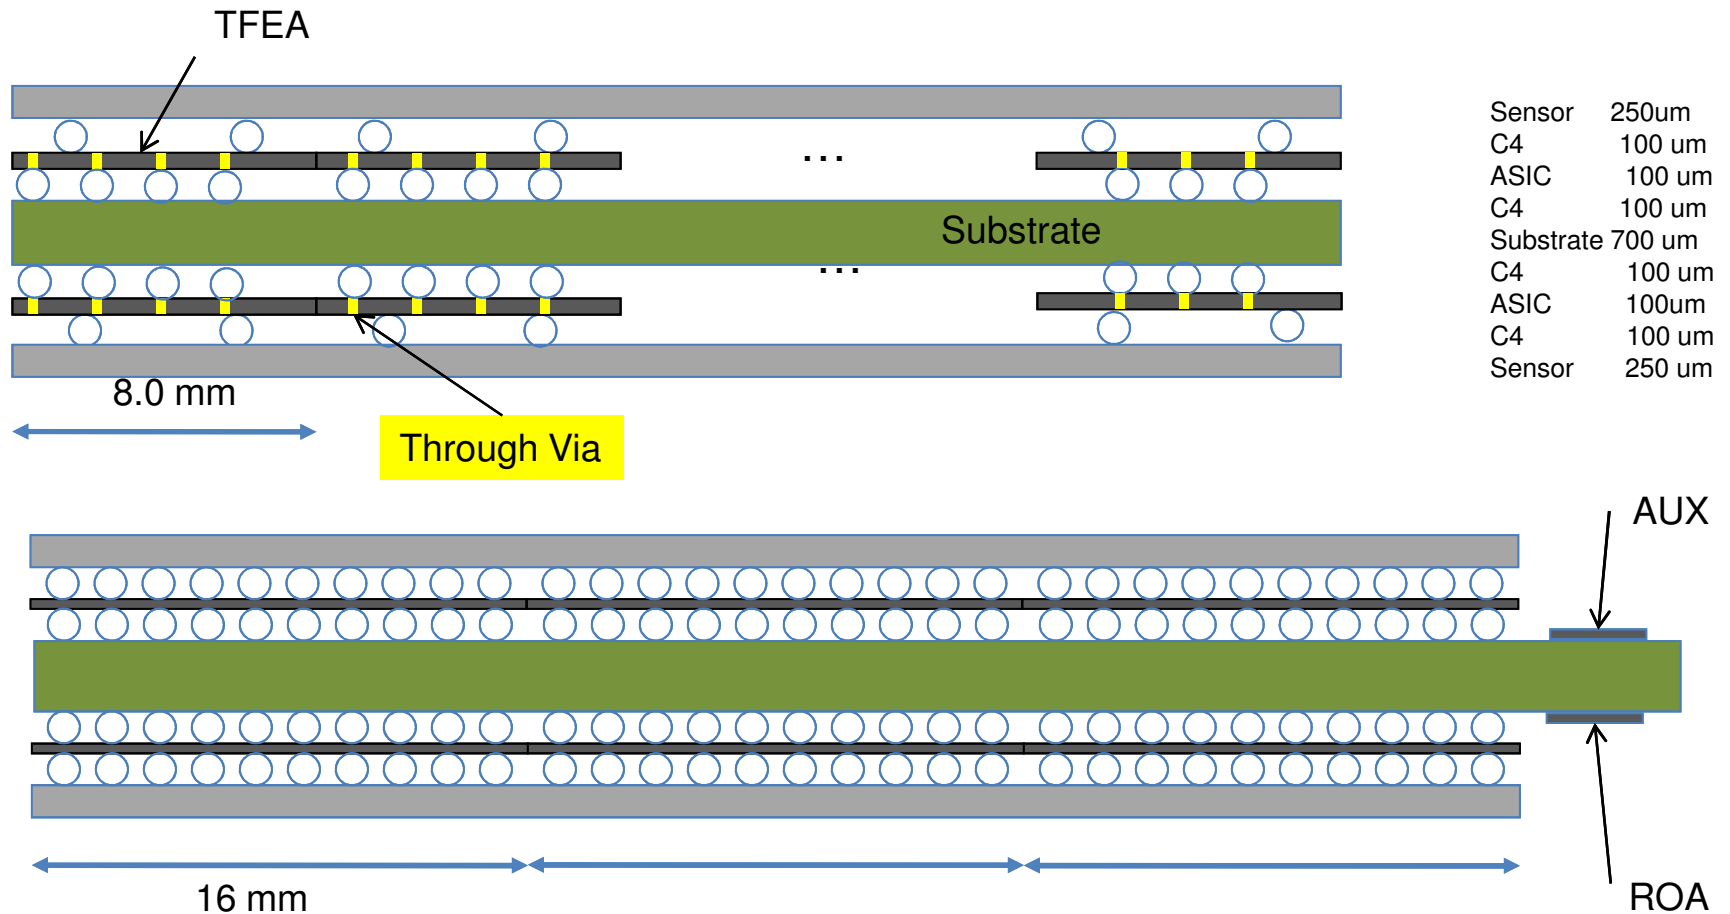 TFEA
Sensor 250um
C4 100 um
ASIC 100 um
C4 100 um
Substrate 700 um
C4 100 um
ASIC 100um
C4 100 um
Sensor 250 um
...
Substrate
...
8.0 mm
Through Via
AUX
16 mm
ROA